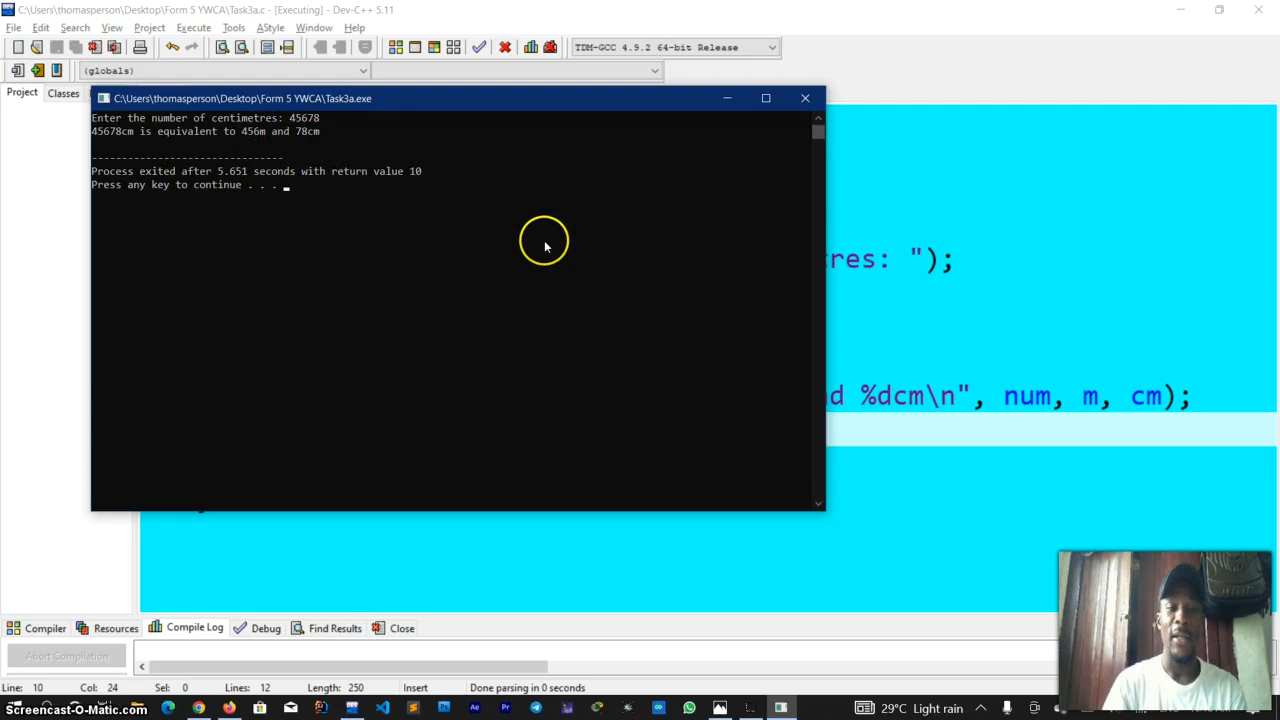 C:\Users\thomasperson\Desktop\Form 5 YWCA\Task3a.c - [Executing] - Dev-C++ 5.11
File Edit Search View Project Execute Tools AStyle Window Help
TDM-GCC 4.9.2 64-bit Release
(globals)
Project Classes
C:\Users\thomasperson\Desktop\Form 5 YWCA\Task3a.exe
Enter the number of centimetres: 45678
45678cm is equivalent to 456m and 78cm
--------------------------------
Process exited after 5.651 seconds with return value 10
Press any key to continue . . .
tres: ");
nd %dcm\n", num, m, cm);
Compiler Resources Compile Log Debug Find Results Close
Abort Compilation
Line: 10 Col: 24 Sel: 0 Lines: 12 Length: 250 Insert Done parsing in 0 seconds
29°C Light rain
Screencast-O-Matic.com